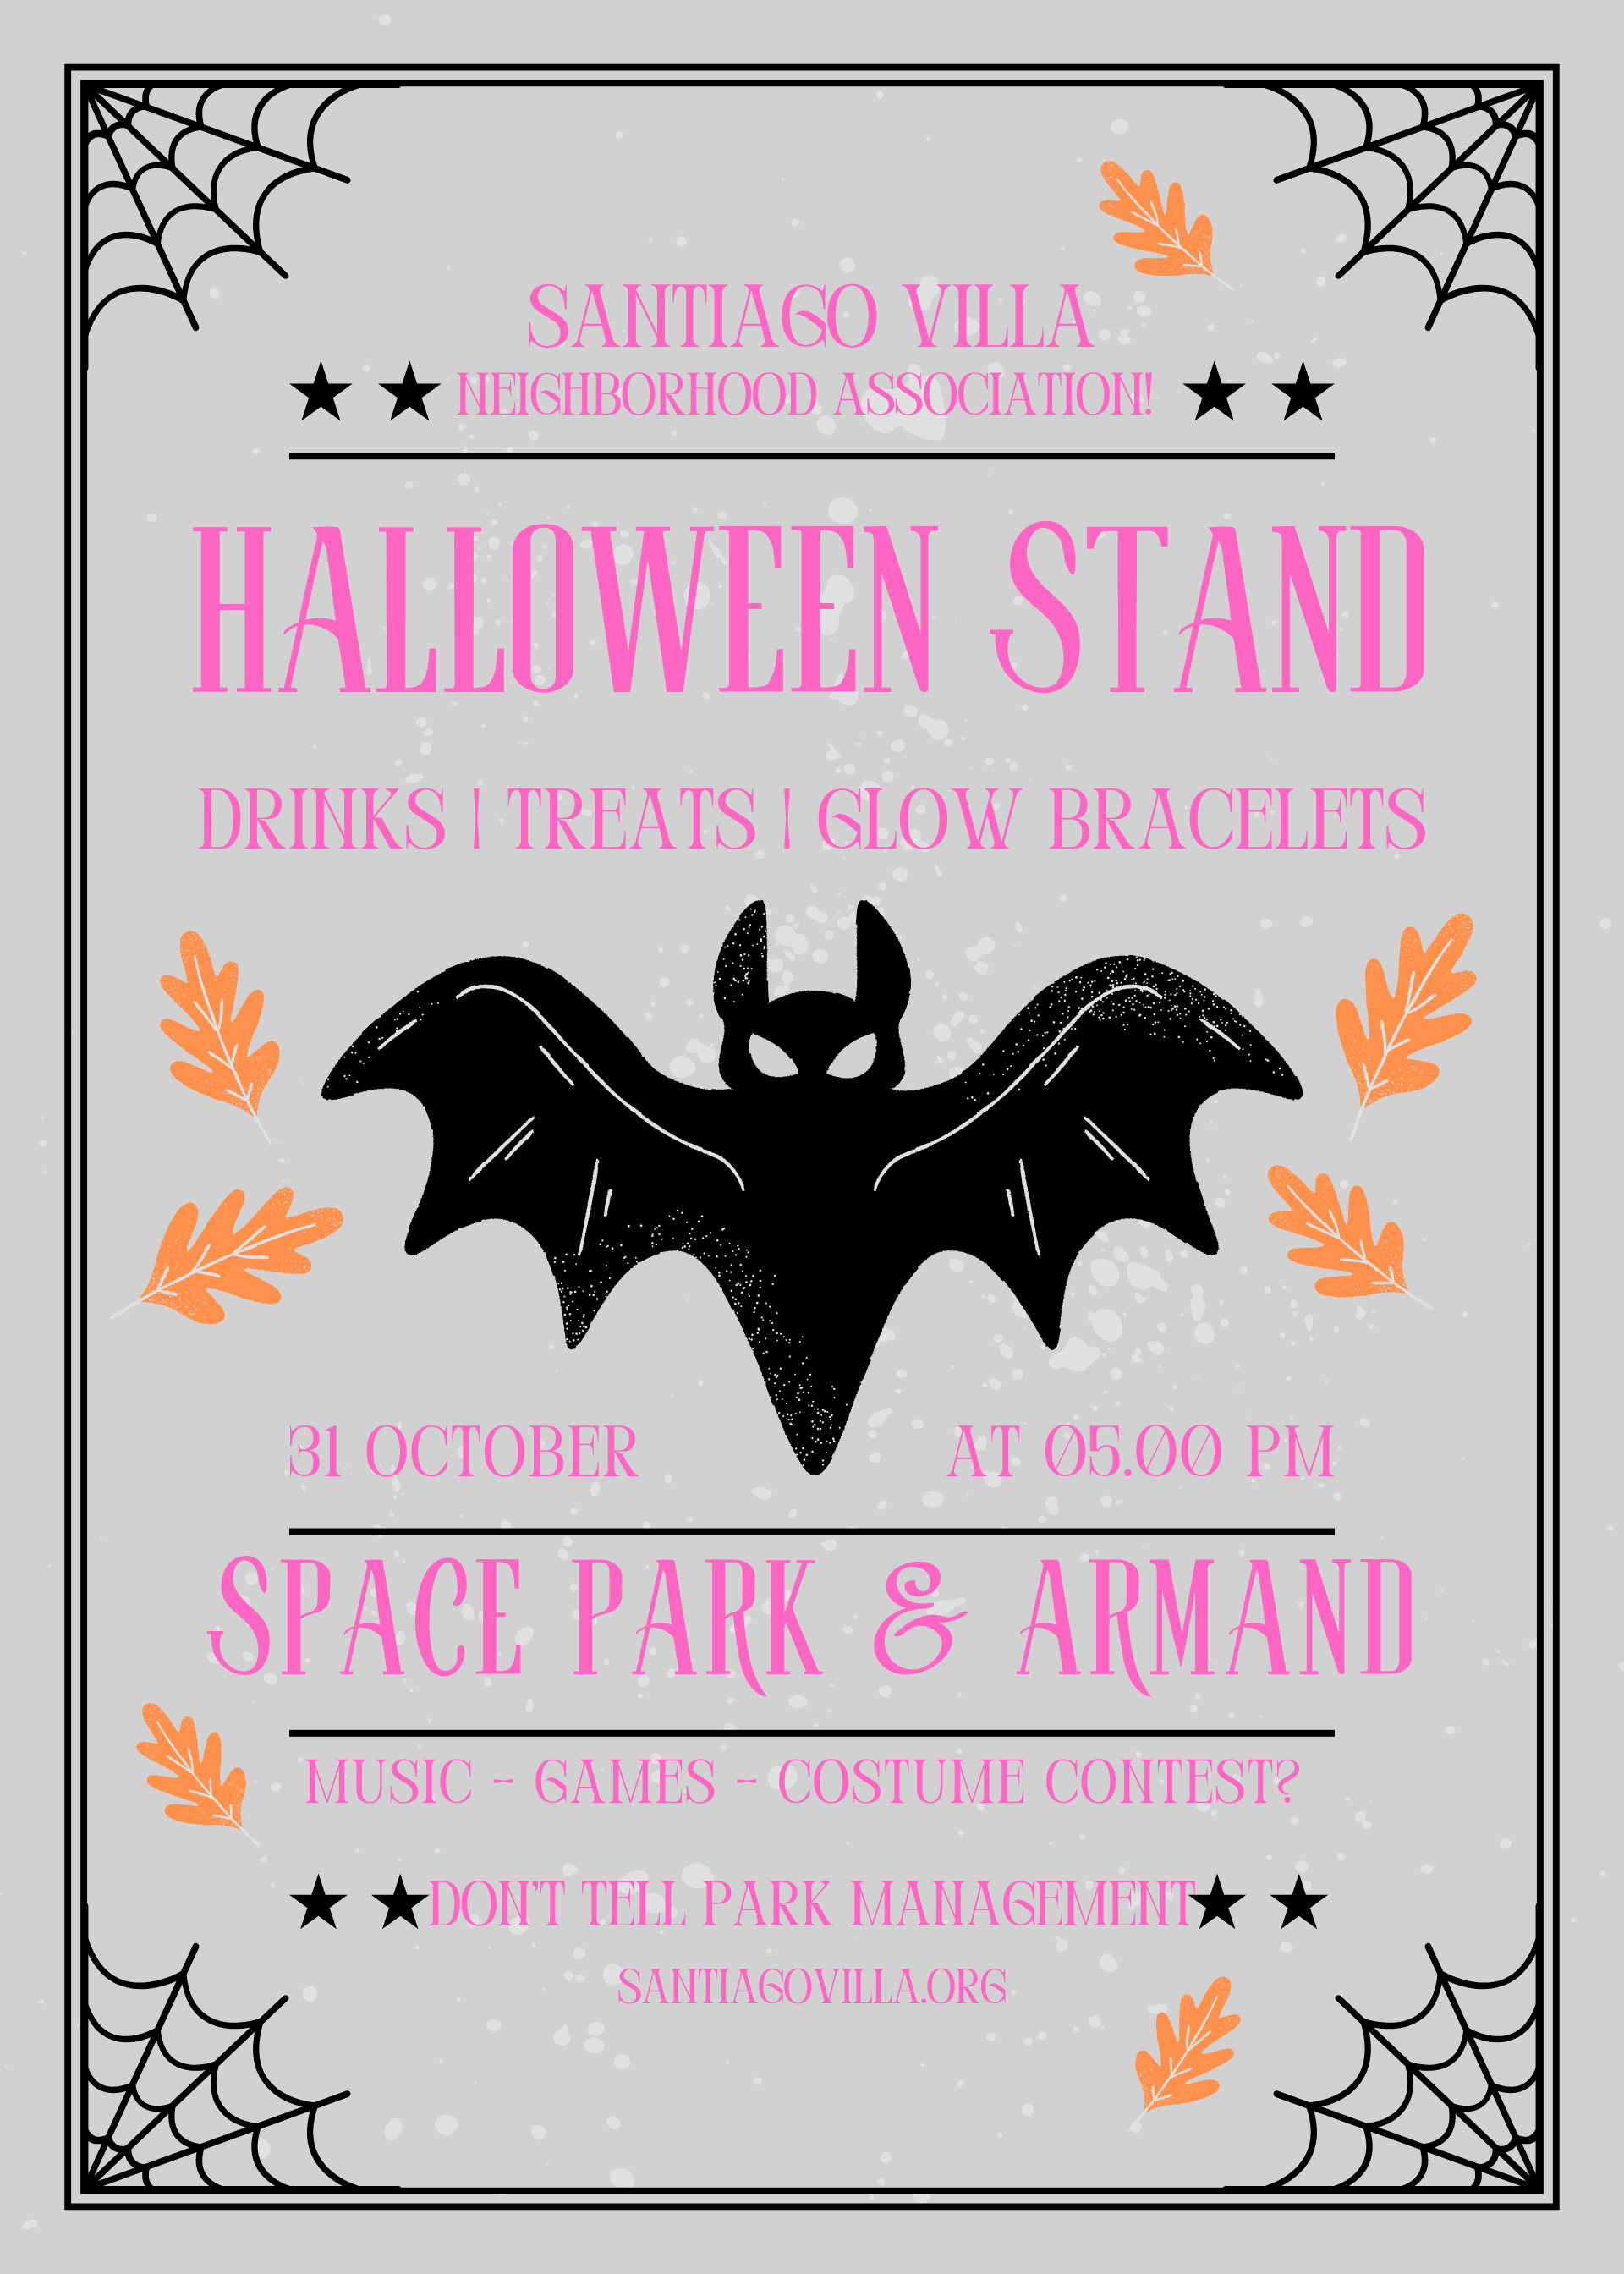 SANTIAGO VILLA
NEIGHBORHOOD ASSOCIATION!
HALLOWEEN STAND
DRINKS | TREATS | GLOW BRACELETS
31 OCTOBER
AT 05.00 PM
SPACE PARK & ARMAND
MUSIC - GAMES - COSTUME CONTEST?
DON'T TELL PARK MANAGEMENT
SANTIAGOVILLA.ORG